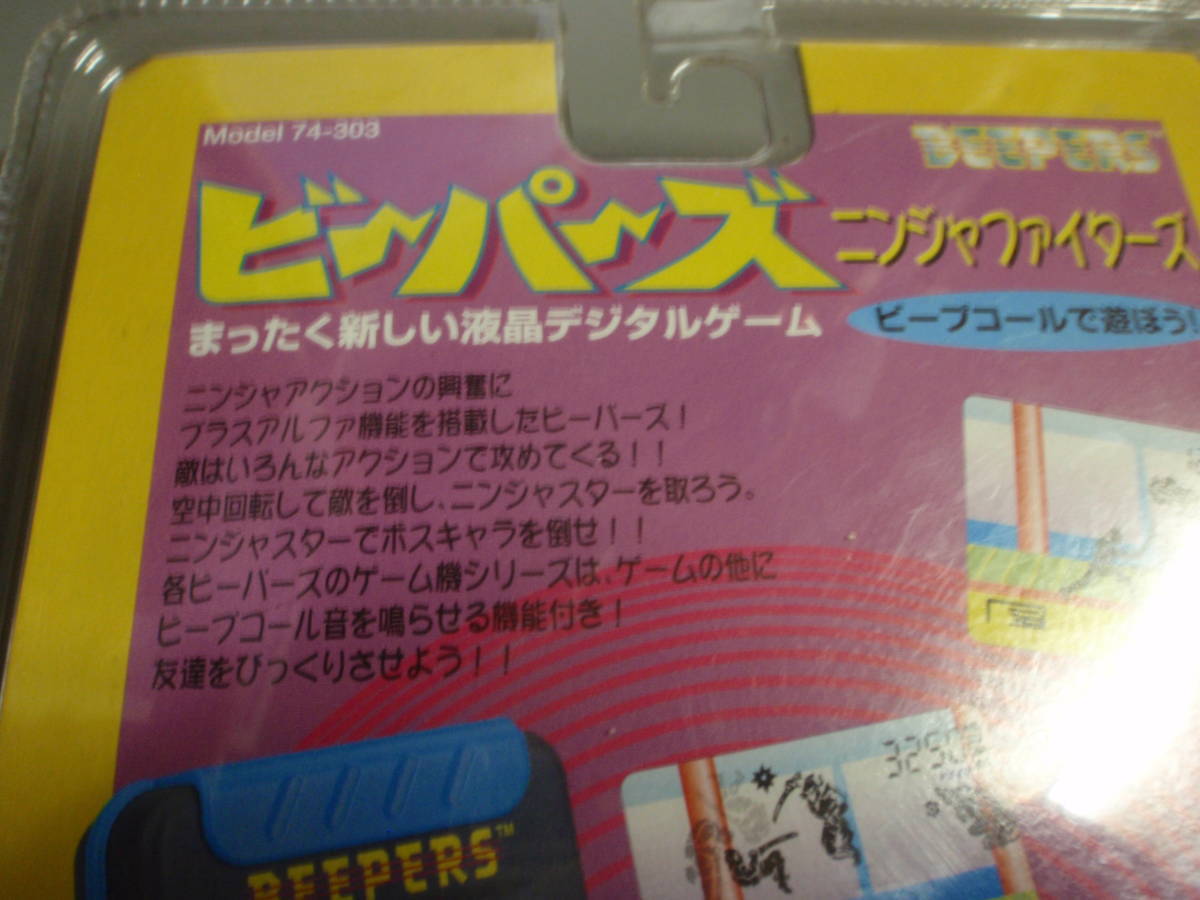 Model 74-303
BEEPERS
ビーパーズ
ニンジャファイターズ
まったく新しい液晶デジタルゲーム
ビープコールで遊ぼう!
ニンジャアクションの興奮に
プラスアルファ機能を搭載したビーパーズ!
敵はいろんなアクションで攻めてくる!!
空中回転して敵を倒し、ニンジャスターを取ろう。
ニンジャスターでボスキャラを倒せ!!
各ビーパーズのゲーム機シリーズは、ゲームの他に
ビープコール音を鳴らせる機能付き!
友達をびっくりさせよう!!
BEEPERS™